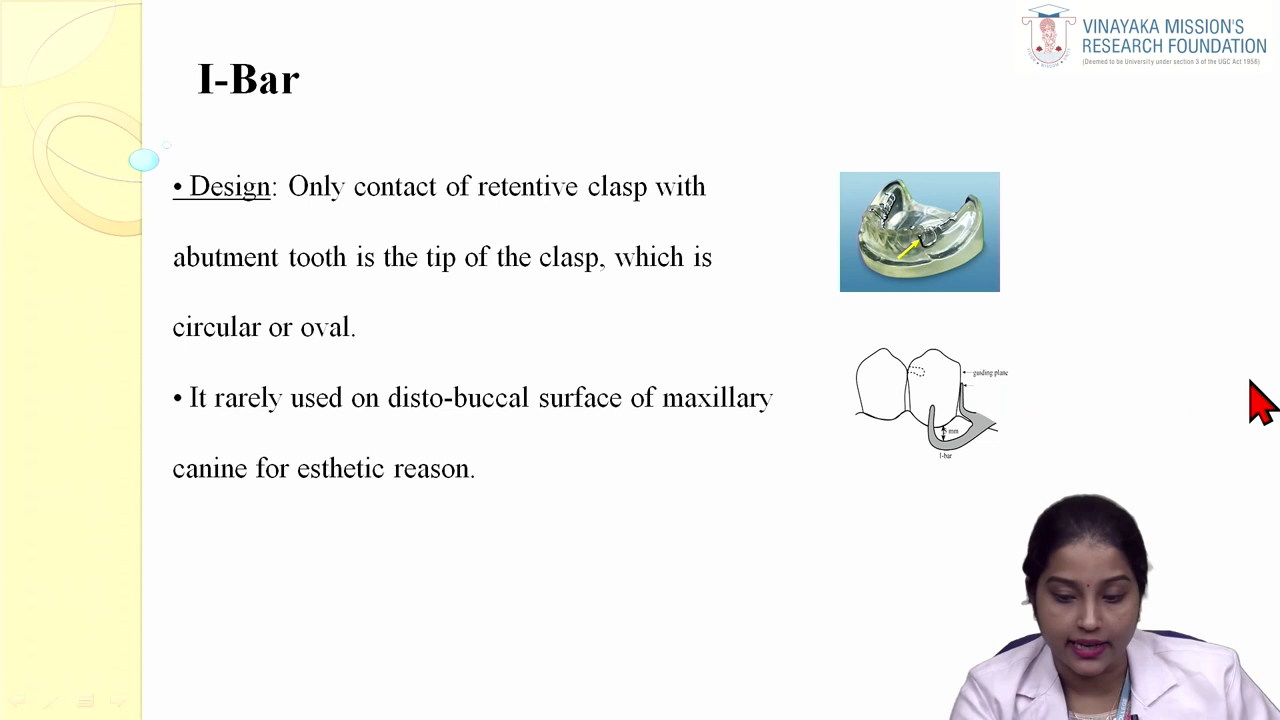 VINAYAKA MISSION'S
RESEARCH FOUNDATION
(Deemed to be University under section 3 of the UGC Act 1956)
I-Bar
• Design: Only contact of retentive clasp with
abutment tooth is the tip of the clasp, which is
circular or oval.
• It rarely used on disto-buccal surface of maxillary
canine for esthetic reason.
guiding plane
mm
I-bar